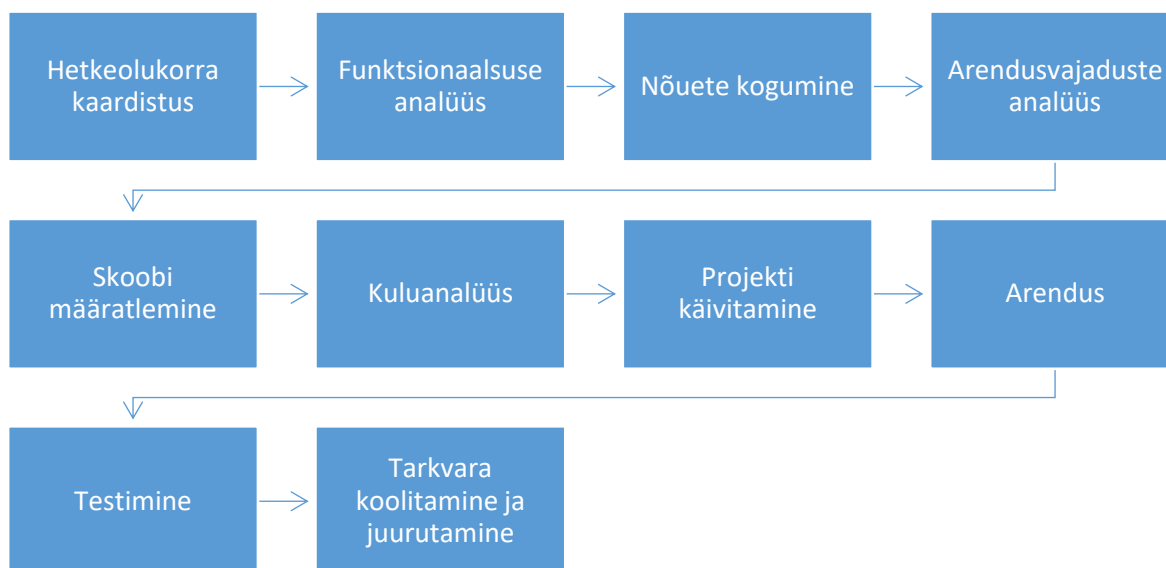 Hetkeolukorra
kaardistus
Funktsionaalsuse
analüüs
Nõuete kogumine
Arendusvajaduste
analüüs
Skoobi
määratlemine
Kuluanalüüs
Projekti
käivitamine
Arendus
Testimine
Tarkvara
koolitamine ja
juurutamine